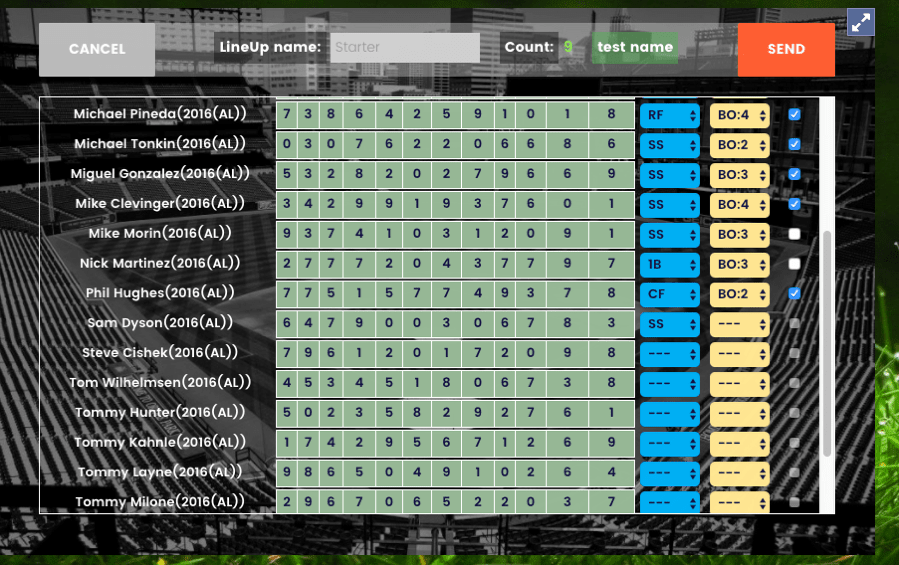 CANCEL LineUp name: Starter Count: 9 test name SEND
Michael Pineda(2016(AL)) 7 3 8 6 4 2 5 9 1 0 1 8 RF BO:4
Michael Tonkin(2016(AL)) 0 3 0 7 6 2 2 0 6 6 8 6 SS BO:2
Miguel Gonzalez(2016(AL)) 5 3 2 8 2 0 2 7 9 6 6 9 SS BO:3
Mike Clevinger(2016(AL)) 3 4 2 9 9 1 9 3 7 6 0 1 SS BO:4
Mike Morin(2016(AL)) 9 3 7 4 1 0 3 1 2 0 9 1 SS BO:3
Nick Martinez(2016(AL)) 2 7 7 7 2 0 4 3 7 7 9 7 1B BO:3
Phil Hughes(2016(AL)) 7 7 5 1 5 7 7 4 9 3 7 8 CF BO:2
Sam Dyson(2016(AL)) 6 4 7 9 0 0 3 0 6 7 8 3 SS ---
Steve Cishek(2016(AL)) 7 9 6 1 2 0 1 7 2 0 9 8 --- ---
Tom Wilhelmsen(2016(AL)) 4 5 3 4 5 1 8 0 6 7 3 8 --- ---
Tommy Hunter(2016(AL)) 5 0 2 3 5 8 2 9 2 7 6 1 --- ---
Tommy Kahnle(2016(AL)) 1 7 4 2 9 5 6 7 1 2 6 9 --- ---
Tommy Layne(2016(AL)) 9 8 6 5 0 4 9 1 0 2 6 4 --- ---
Tommy Milone(2016(AL)) 2 9 6 7 0 6 5 2 2 0 3 7 --- ---